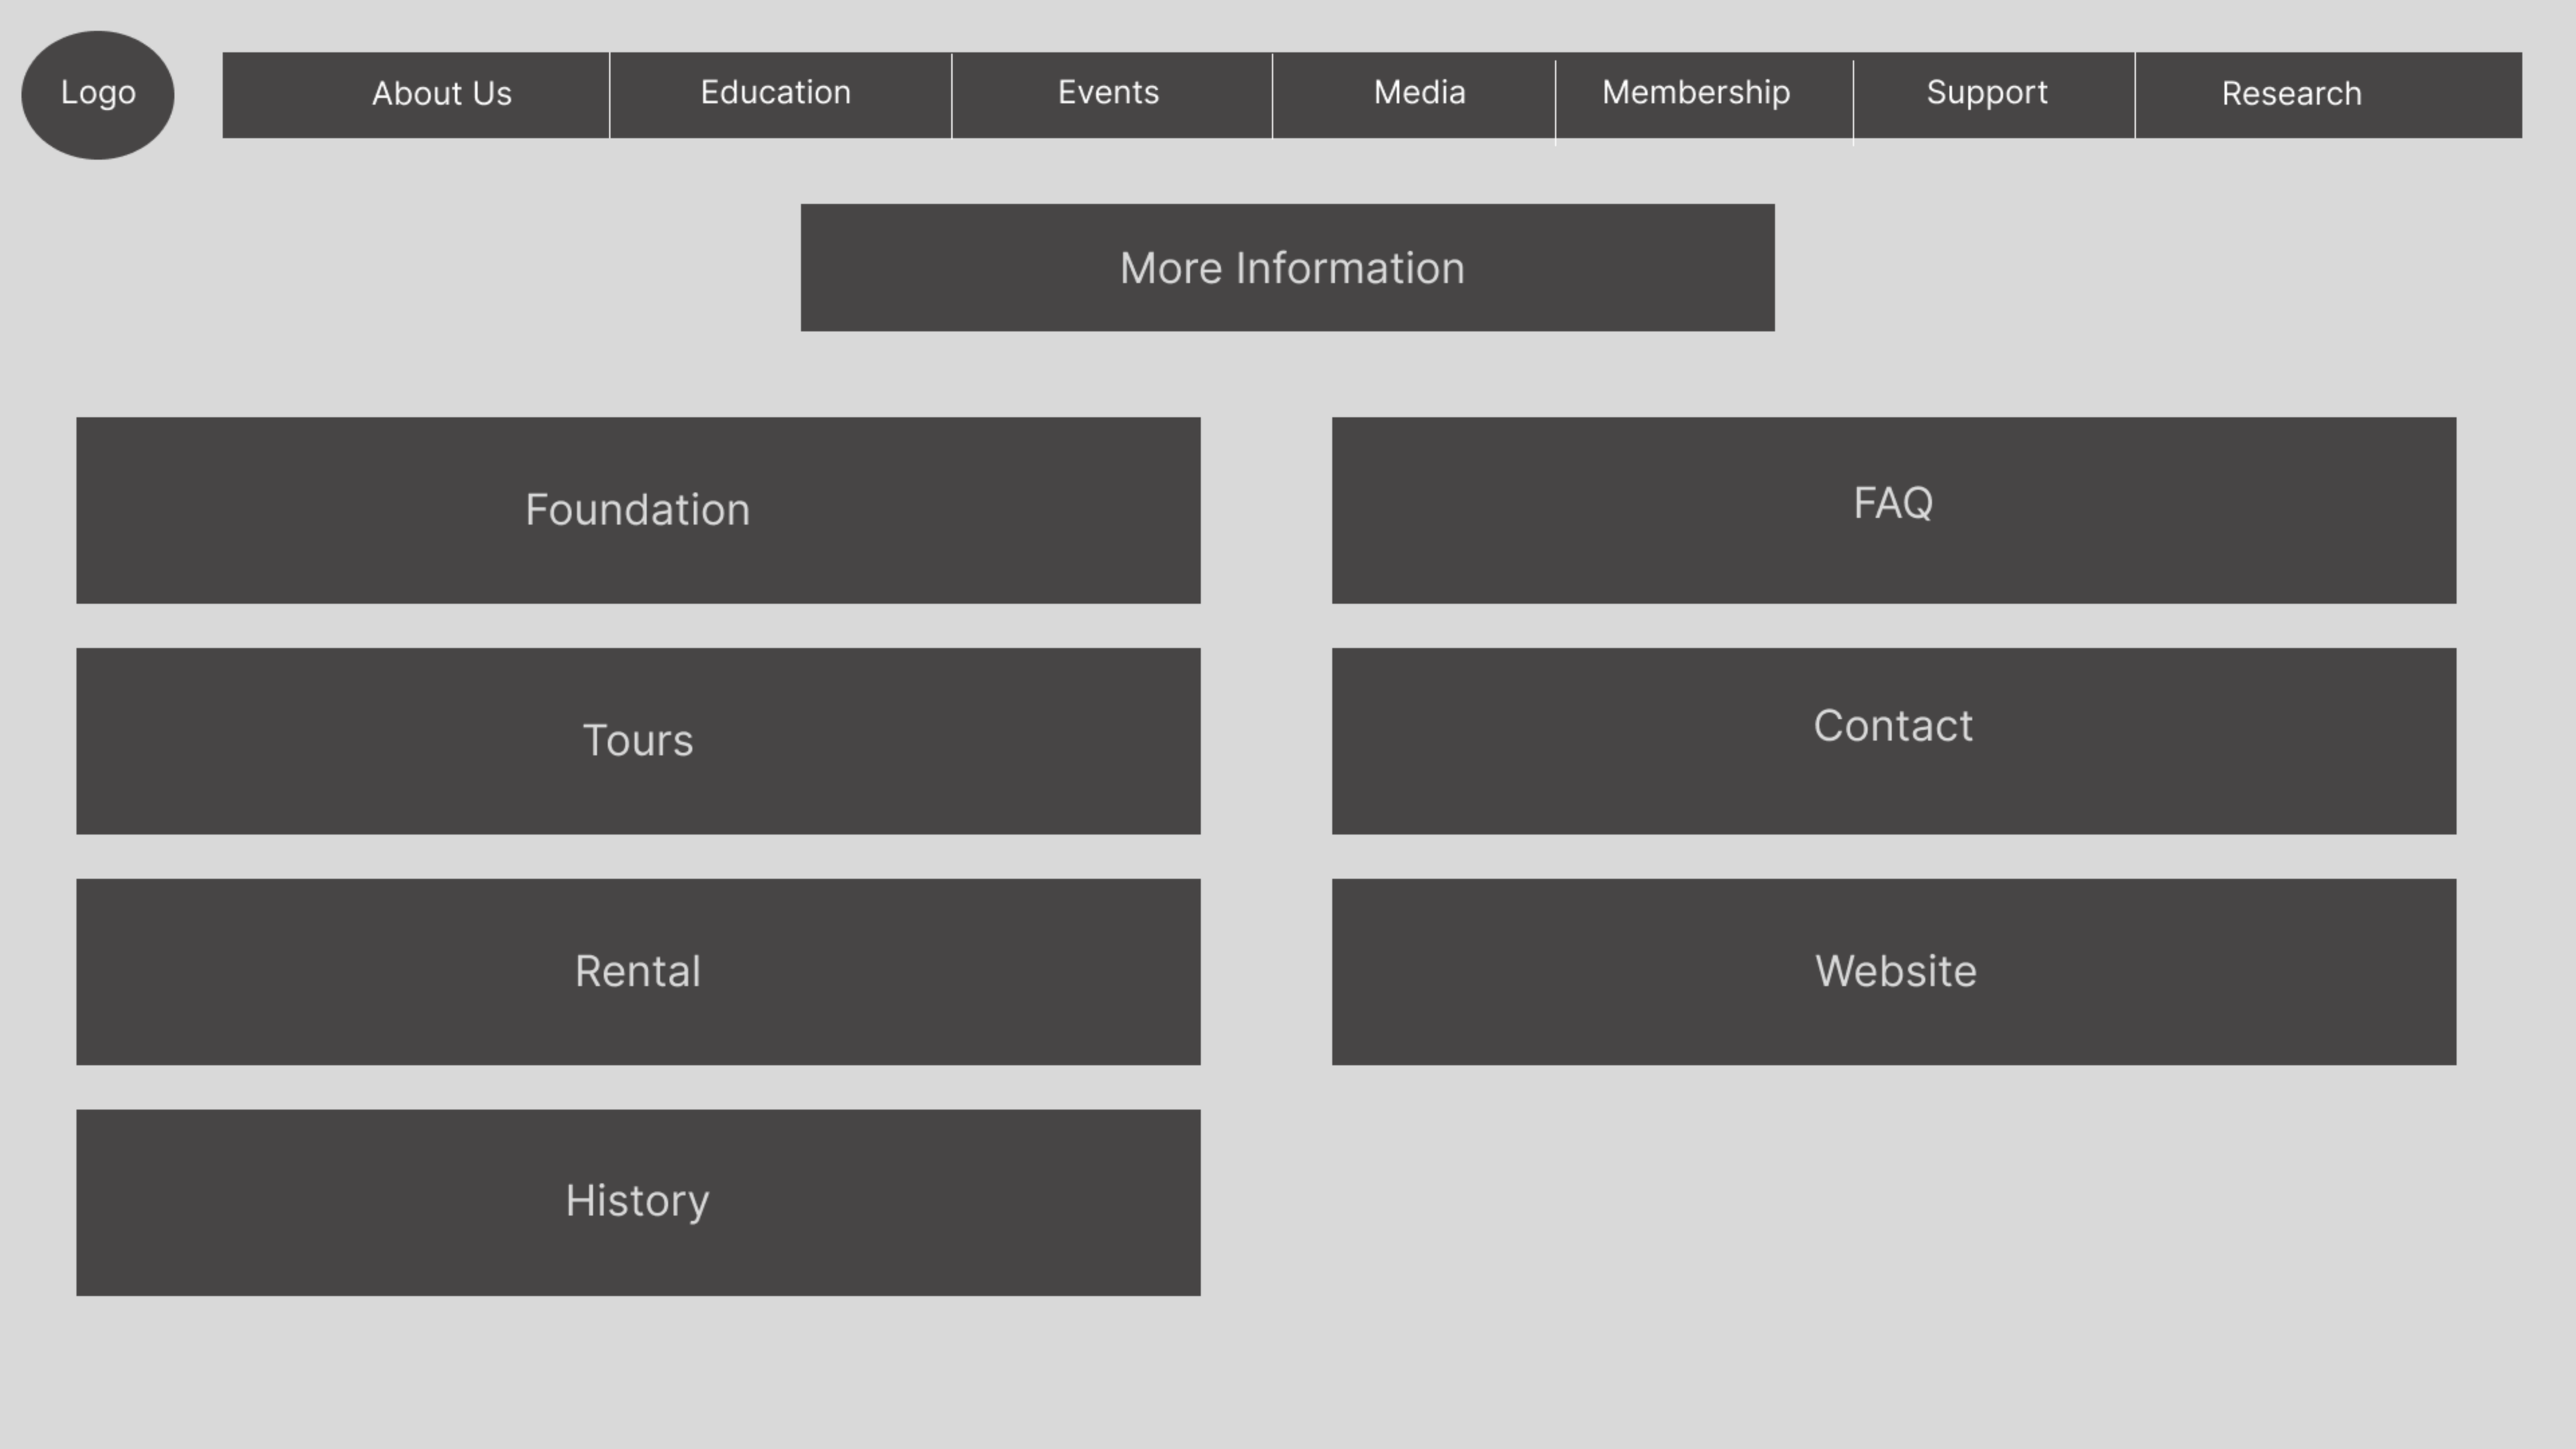 Logo
About Us
Education
Events
Media
Membership
Support
Research
More Information
Foundation
FAQ
Tours
Contact
Rental
Website
History